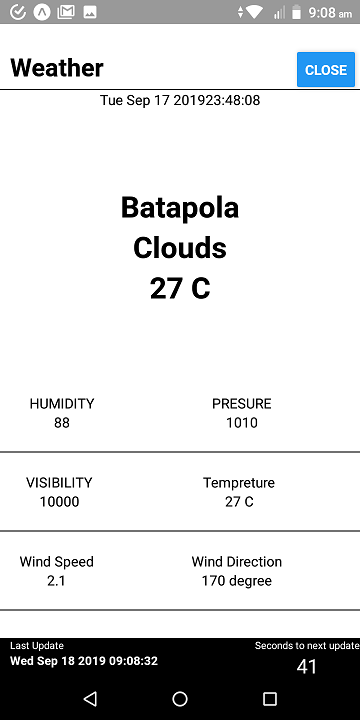 9:08 am
Weather
CLOSE
Tue Sep 17 201923:48:08
Batapola
Clouds
27 C
HUMIDITY
88
PRESURE
1010
VISIBILITY
10000
Tempreture
27 C
Wind Speed
2.1
Wind Direction
170 degree
Last Update
Wed Sep 18 2019 09:08:32
Seconds to next update
41